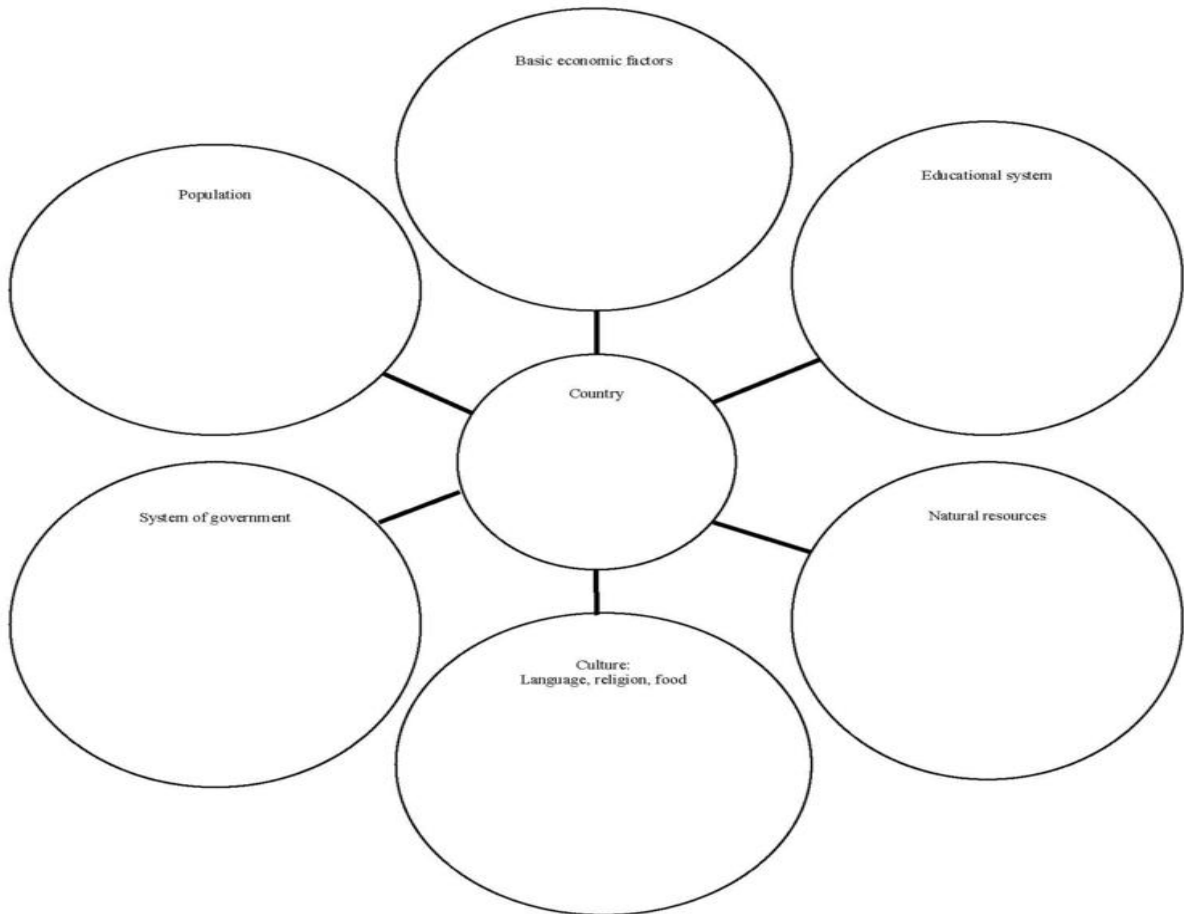 Basic economic factors
Educational system
Population
Country
System of government
Natural resources
Culture:
Language, religion, food